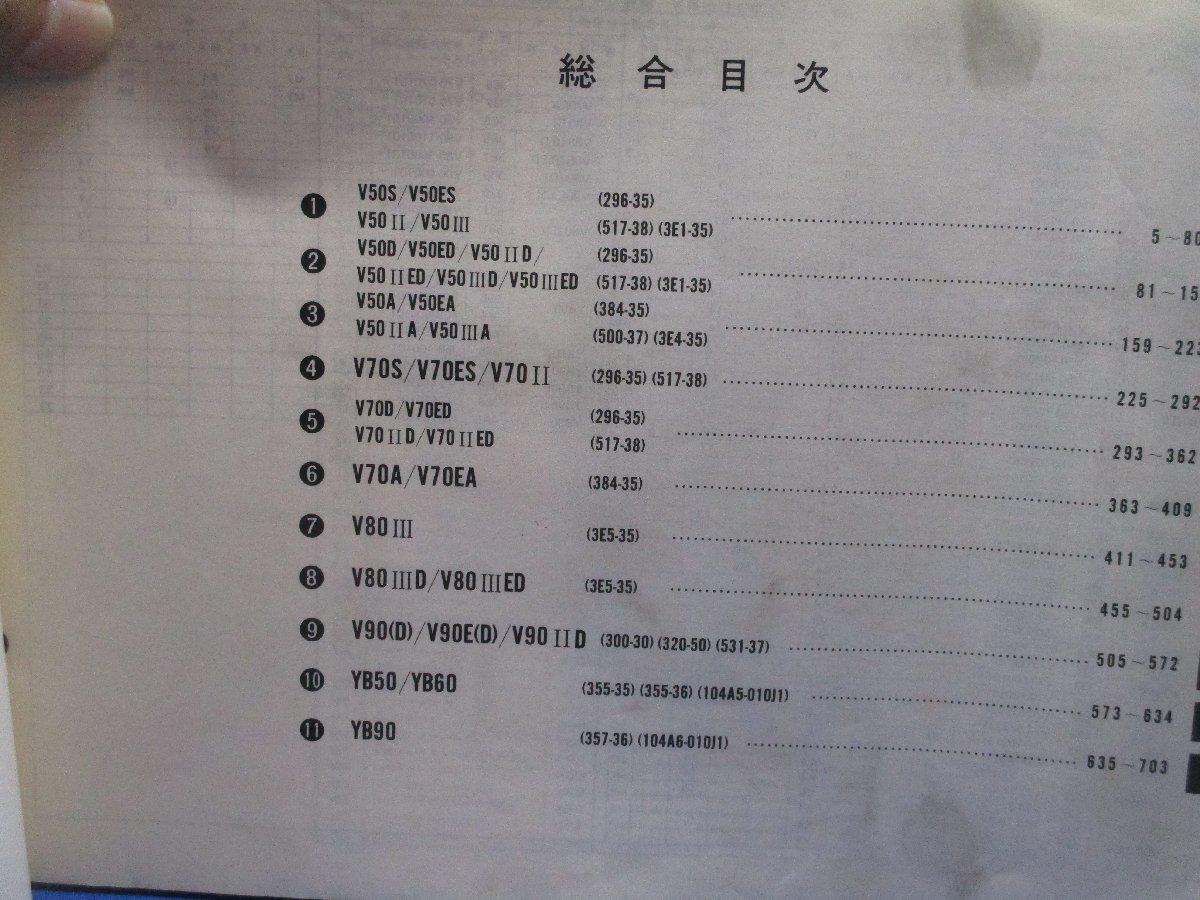 総合目次
❶ V50S/V50ES (296-35)
V50II/V50III (517-38) (3E1-35) 5~80
❷ V50D/V50ED/V50IID/ (296-35)
V50IIED/V50IIID/V50IIIED (517-38) (3E1-35) 81~15
❸ V50A/V50EA (384-35)
V50IIA/V50IIIA (500-37) (3E4-35) 159~223
❹ V70S/V70ES/V70II (296-35) (517-38) 225~292
❺ V70D/V70ED (296-35)
V70IID/V70IIED (517-38) 293~362
❻ V70A/V70EA (384-35) 363~409
❼ V80III (3E5-35) 411~453
❽ V80IIID/V80IIIED (3E5-35) 455~504
❾ V90(D)/V90E(D)/V90IID (300-30) (320-50) (531-37) 505~572
❿ YB50/YB60 (355-35) (355-36) (104A5-010J1) 573~634
⓫ YB90 (357-36) (104A6-010J1) 635~703